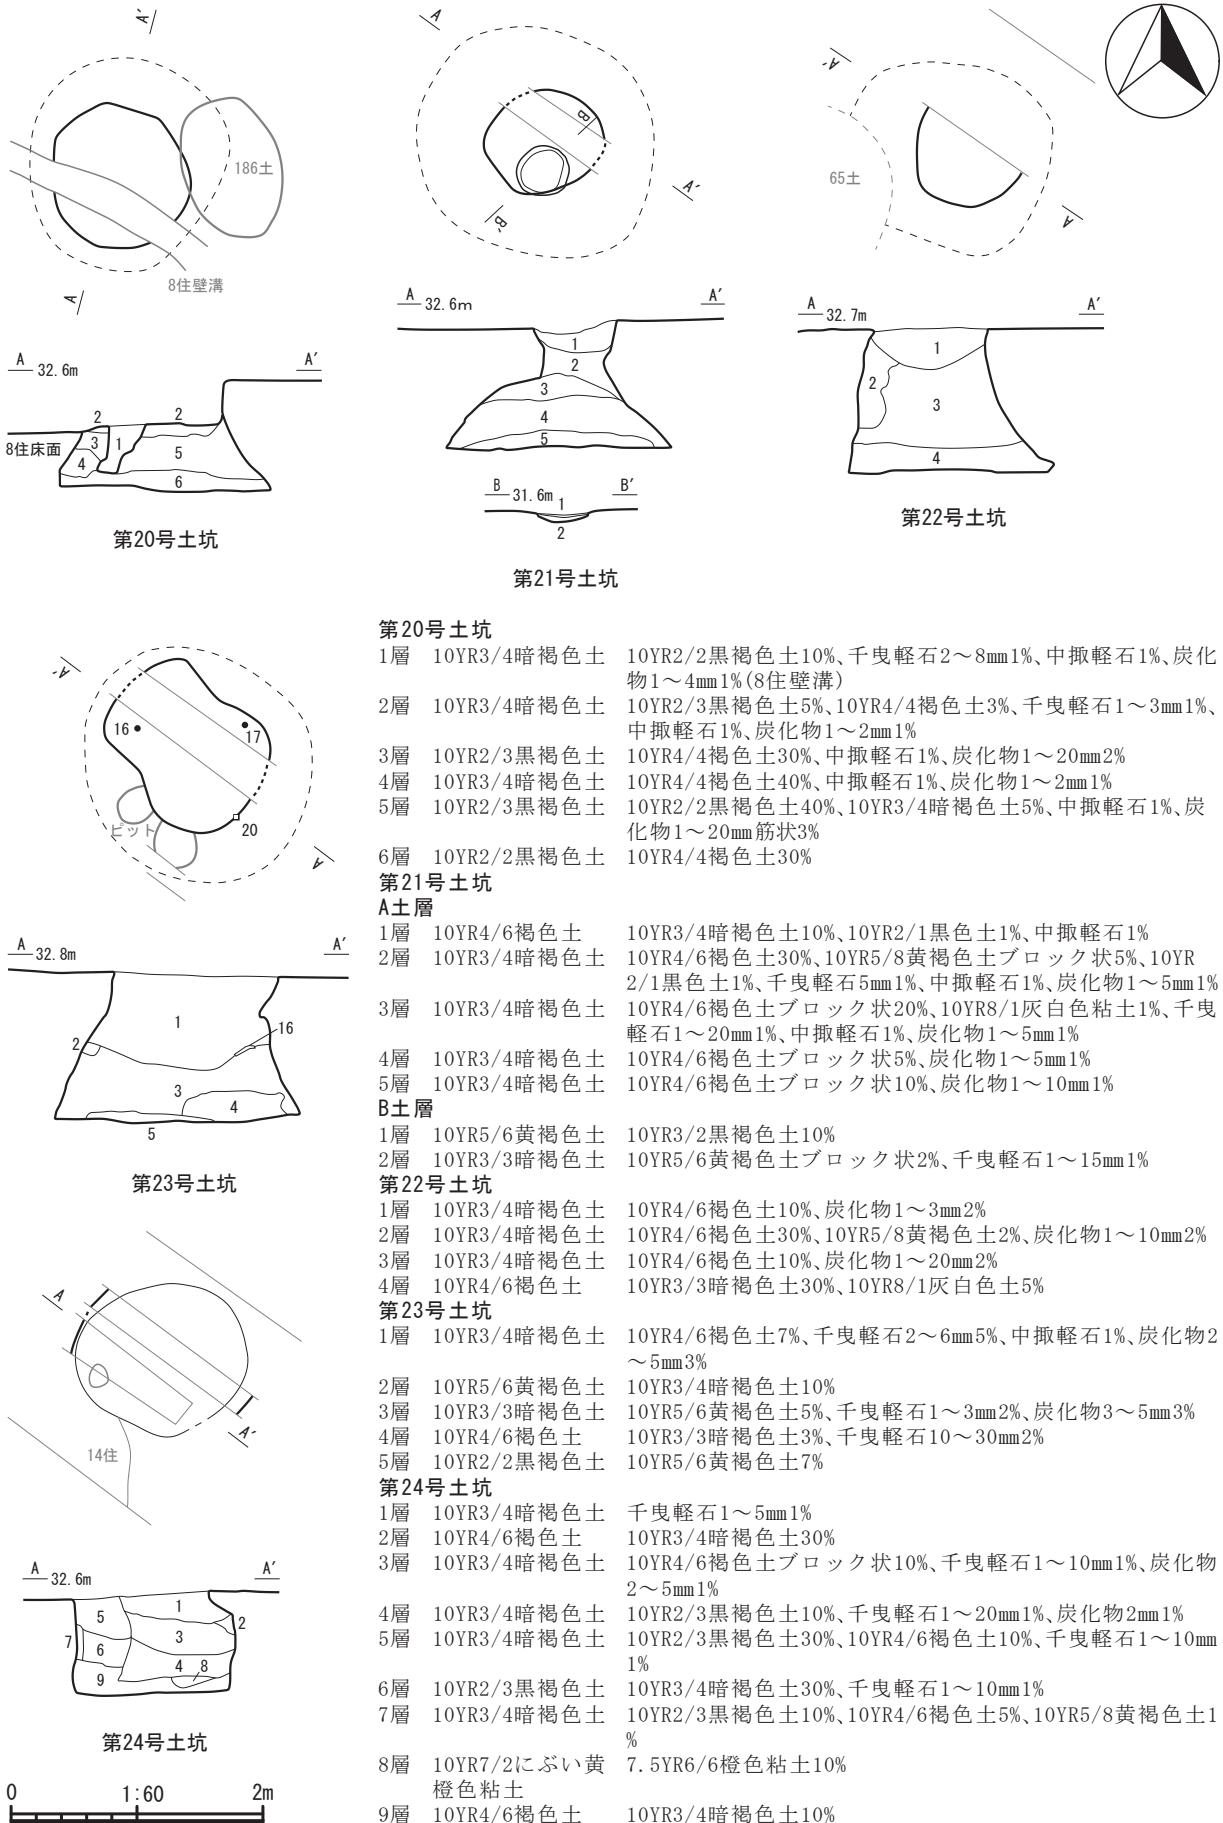 A′
186土
8住壁溝
A
A 32.6m A′
2 2
8住床面 3 1 5
4
6
第20号土坑
A
B
A′
B′
A 32.6m A′
1
2
3
4
5
B 31.6m 1 B′
2
第21号土坑
A′
65土
A
A 32.7m A′
1
2
3
4
第22号土坑
A′
16
17
ピット
20
A
A 32.8m A′
1
16
2
3
4
5
第23号土坑
A
14住
A′
A 32.6m A′
1
5 2
7 3
6
4 8
9
第24号土坑
0 1:60 2m
第20号土坑
1層 10YR3/4暗褐色土 10YR2/2黒褐色土10%、千曳軽石2～8mm1%、中掫軽石1%、炭化
物1～4mm1%(8住壁溝)
2層 10YR3/4暗褐色土 10YR2/3黒褐色土5%、10YR4/4褐色土3%、千曳軽石1～3mm1%、
中掫軽石1%、炭化物1～2mm1%
3層 10YR2/3黒褐色土 10YR4/4褐色土30%、中掫軽石1%、炭化物1～20mm2%
4層 10YR3/4暗褐色土 10YR4/4褐色土40%、中掫軽石1%、炭化物1～2mm1%
5層 10YR2/3黒褐色土 10YR2/2黒褐色土40%、10YR3/4暗褐色土5%、中掫軽石1%、炭
化物1～20mm筋状3%
6層 10YR2/2黒褐色土 10YR4/4褐色土30%
第21号土坑
A土層
1層 10YR4/6褐色土 10YR3/4暗褐色土10%、10YR2/1黒色土1%、中掫軽石1%
2層 10YR3/4暗褐色土 10YR4/6褐色土30%、10YR5/8黄褐色土ブロック状5%、10YR
2/1黒色土1%、千曳軽石5mm1%、中掫軽石1%、炭化物1～5mm1%
3層 10YR3/4暗褐色土 10YR4/6褐色土ブロック状20%、10YR8/1灰白色粘土1%、千曳
軽石1～20mm1%、中掫軽石1%、炭化物1～5mm1%
4層 10YR3/4暗褐色土 10YR4/6褐色土ブロック状5%、炭化物1～5mm1%
5層 10YR3/4暗褐色土 10YR4/6褐色土ブロック状10%、炭化物1～10mm1%
B土層
1層 10YR5/6黄褐色土 10YR3/2黒褐色土10%
2層 10YR3/3暗褐色土 10YR5/6黄褐色土ブロック状2%、千曳軽石1～15mm1%
第22号土坑
1層 10YR3/4暗褐色土 10YR4/6褐色土10%、炭化物1～3mm2%
2層 10YR3/4暗褐色土 10YR4/6褐色土30%、10YR5/8黄褐色土2%、炭化物1～10mm2%
3層 10YR3/4暗褐色土 10YR4/6褐色土10%、炭化物1～20mm2%
4層 10YR4/6褐色土 10YR3/3暗褐色土30%、10YR8/1灰白色土5%
第23号土坑
1層 10YR3/4暗褐色土 10YR4/6褐色土7%、千曳軽石2～6mm5%、中掫軽石1%、炭化物2
～5mm3%
2層 10YR5/6黄褐色土 10YR3/4暗褐色土10%
3層 10YR3/3暗褐色土 10YR5/6黄褐色土5%、千曳軽石1～3mm2%、炭化物3～5mm3%
4層 10YR4/6褐色土 10YR3/3暗褐色土3%、千曳軽石10～30mm2%
5層 10YR2/2黒褐色土 10YR5/6黄褐色土7%
第24号土坑
1層 10YR3/4暗褐色土 千曳軽石1～5mm1%
2層 10YR4/6褐色土 10YR3/4暗褐色土30%
3層 10YR3/4暗褐色土 10YR4/6褐色土ブロック状10%、千曳軽石1～10mm1%、炭化物
2～5mm1%
4層 10YR3/4暗褐色土 10YR2/3黒褐色土10%、千曳軽石1～20mm1%、炭化物2mm1%
5層 10YR3/4暗褐色土 10YR2/3黒褐色土30%、10YR4/6褐色土10%、千曳軽石1～10mm
1%
6層 10YR2/3黒褐色土 10YR3/4暗褐色土30%、千曳軽石1～10mm1%
7層 10YR3/4暗褐色土 10YR2/3黒褐色土10%、10YR4/6褐色土5%、10YR5/8黄褐色土1
%
8層 10YR7/2にぶい黄 7.5YR6/6橙色粘土10%
橙色粘土
9層 10YR4/6褐色土 10YR3/4暗褐色土10%